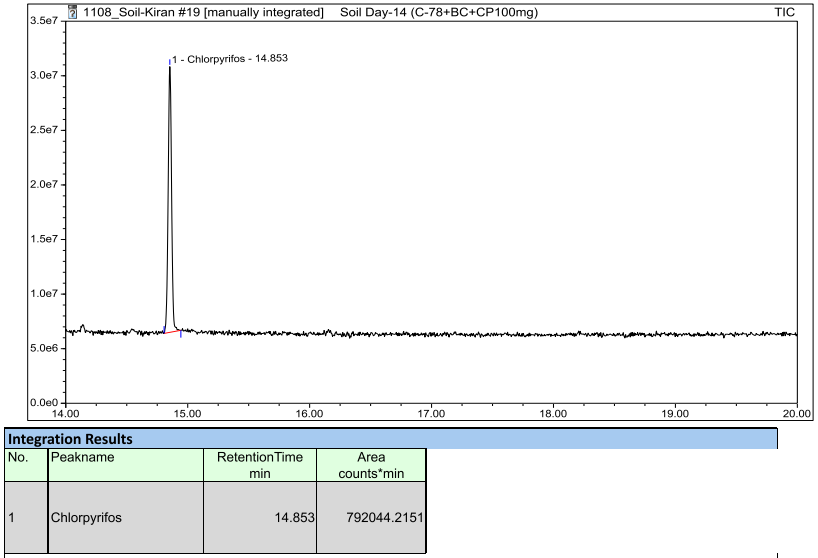 1108_Soil-Kiran #19 [manually integrated] Soil Day-14 (C-78+BC+CP100mg) TIC
3.5e7
1 - Chlorpyrifos - 14.853
3.0e7
2.5e7
2.0e7
1.5e7
1.0e7
5.0e6
0.0e0
14.00 15.00 16.00 17.00 18.00 19.00 20.00
Integration Results
No. Peakname RetentionTime Area
min counts*min
1 Chlorpyrifos 14.853 792044.2151